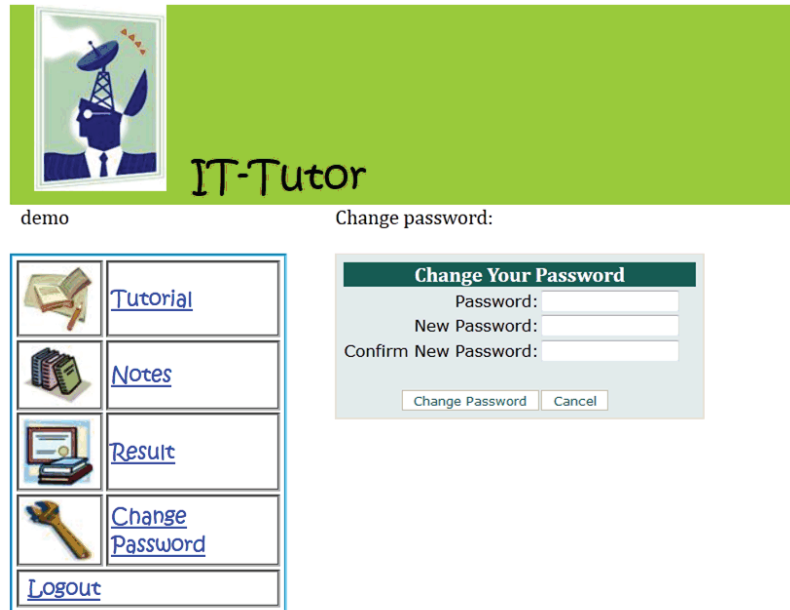 IT-Tutor
demo
Change password:
Tutorial
Notes
Result
Change
Password
Logout
Change Your Password
Password:
New Password:
Confirm New Password:
Change Password Cancel